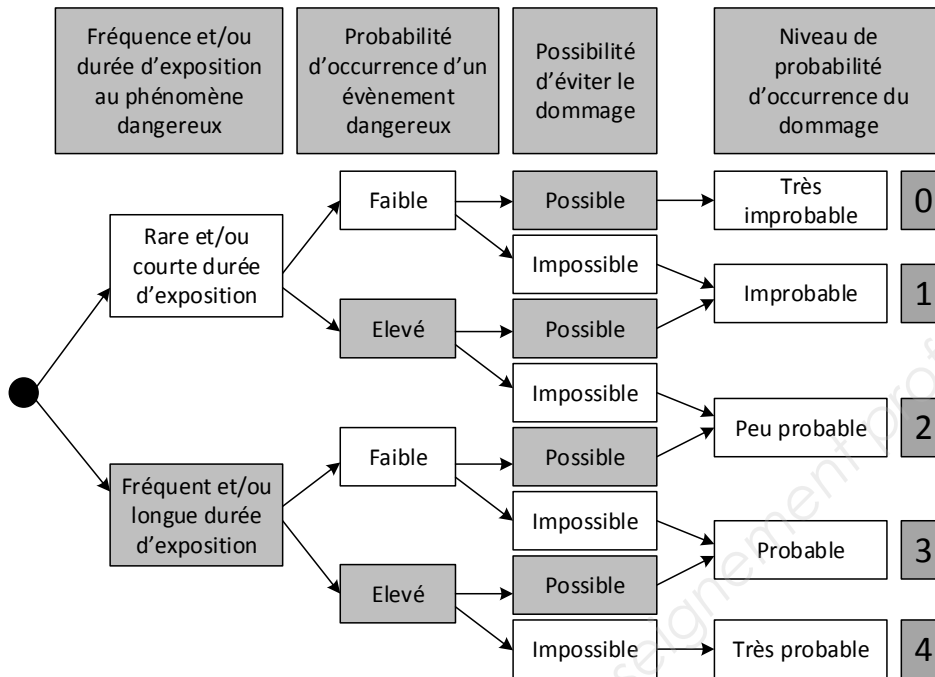 Fréquence et/ou
durée d'exposition
au phénomène
dangereux
Probabilité
d'occurrence d'un
évènement
dangereux
Possibilité
d'éviter le
dommage
Niveau de
probabilité
d'occurrence du
dommage
Rare et/ou
courte durée
d'exposition
Faible
Possible
Très
improbable
0
Impossible
Improbable
1
Elevé
Possible
Impossible
Peu probable
2
Fréquent et/ou
longue durée
d'exposition
Faible
Possible
Impossible
Probable
3
Elevé
Possible
Impossible
Très probable
4